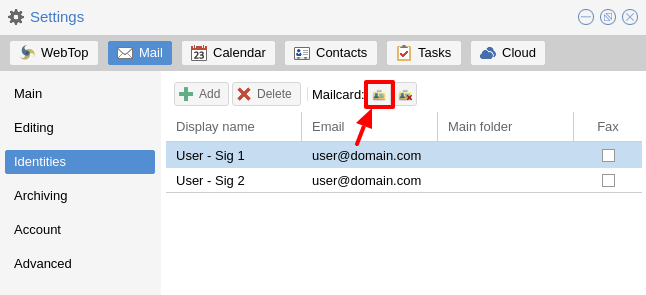 Settings
WebTop Mail 23 Calendar Contacts Tasks Cloud
Main
Editing
Identities
Archiving
Account
Advanced
Add Delete Mailcard:
Display name Email Main folder Fax
User - Sig 1 user@domain.com
User - Sig 2 user@domain.com